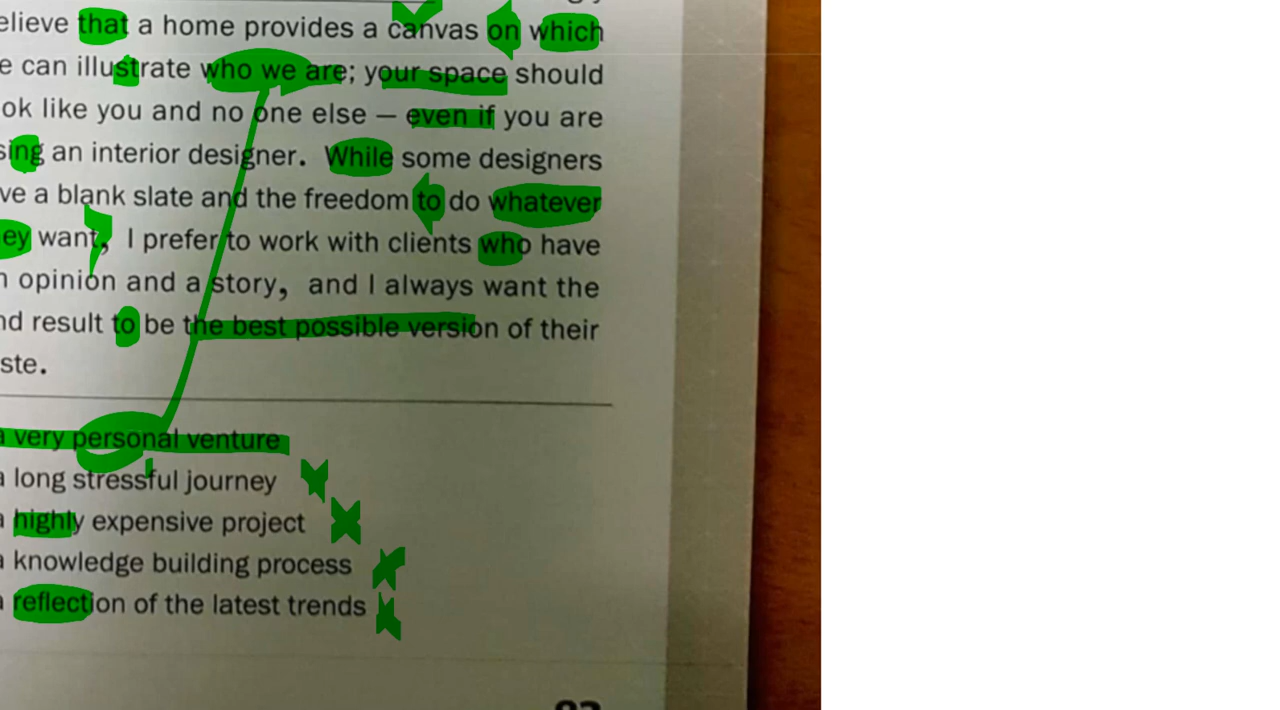 elieve that a home provides a canvas on which
e can illustrate who we are; your space should
ok like you and no one else — even if you are
sing an interior designer. While some designers
ve a blank slate and the freedom to do whatever
ey want, I prefer to work with clients who have
n opinion and a story, and I always want the
nd result to be the best possible version of their
ste.
a very personal venture
a long stressful journey
a highly expensive project
a knowledge building process
a reflection of the latest trends